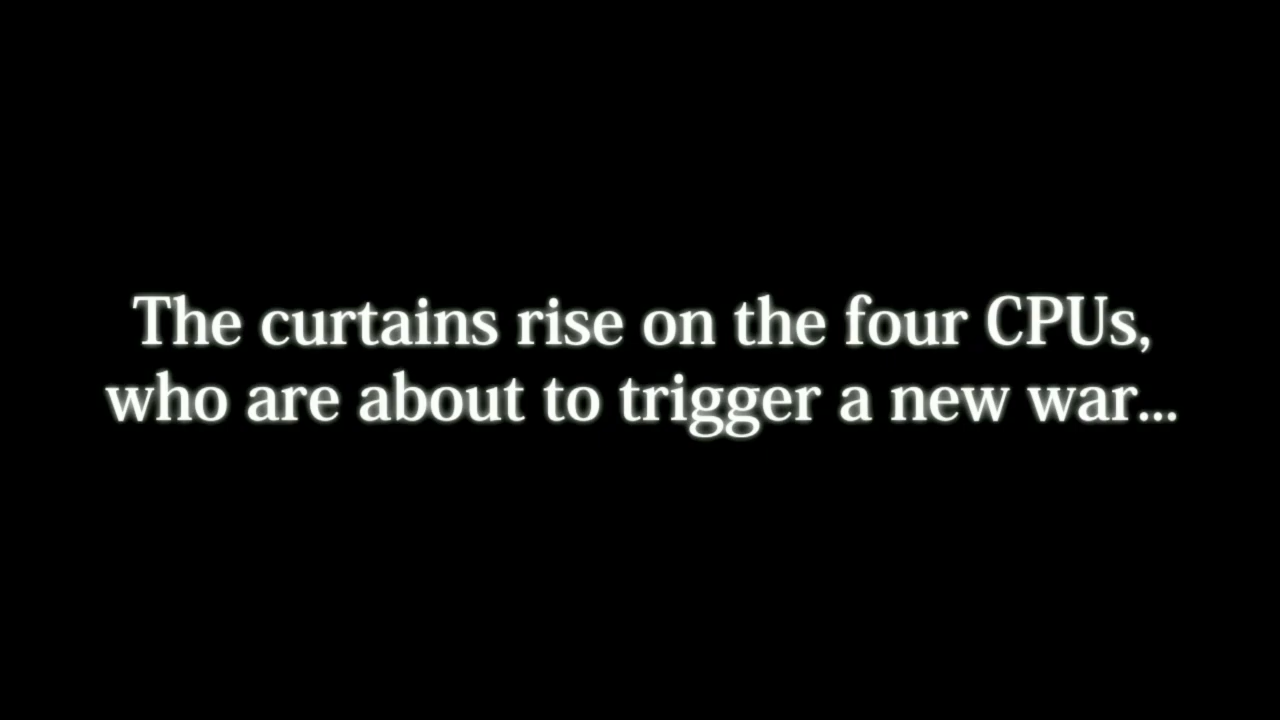 The curtains rise on the four CPUs,
who are about to trigger a new war...